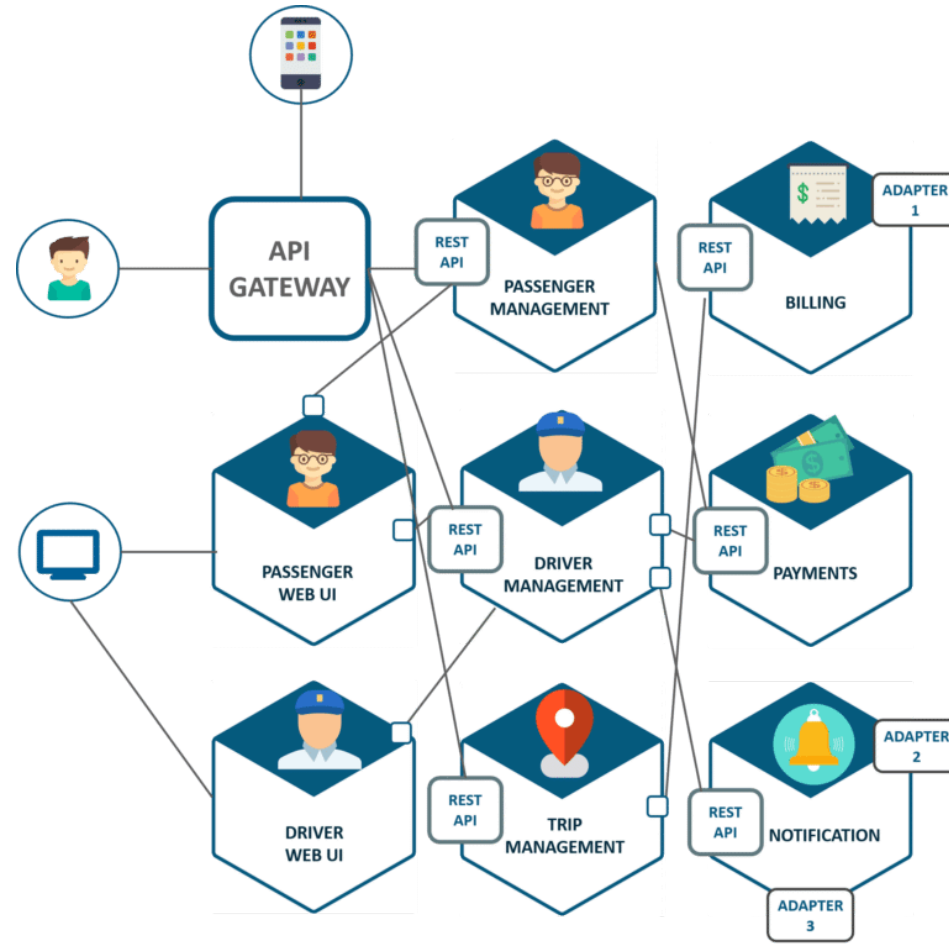 API
GATEWAY
REST
API
PASSENGER
MANAGEMENT
REST
API
BILLING
ADAPTER
1
PASSENGER
WEB UI
REST
API
DRIVER
MANAGEMENT
REST
API
PAYMENTS
DRIVER
WEB UI
REST
API
TRIP
MANAGEMENT
REST
API
NOTIFICATION
ADAPTER
2
ADAPTER
3